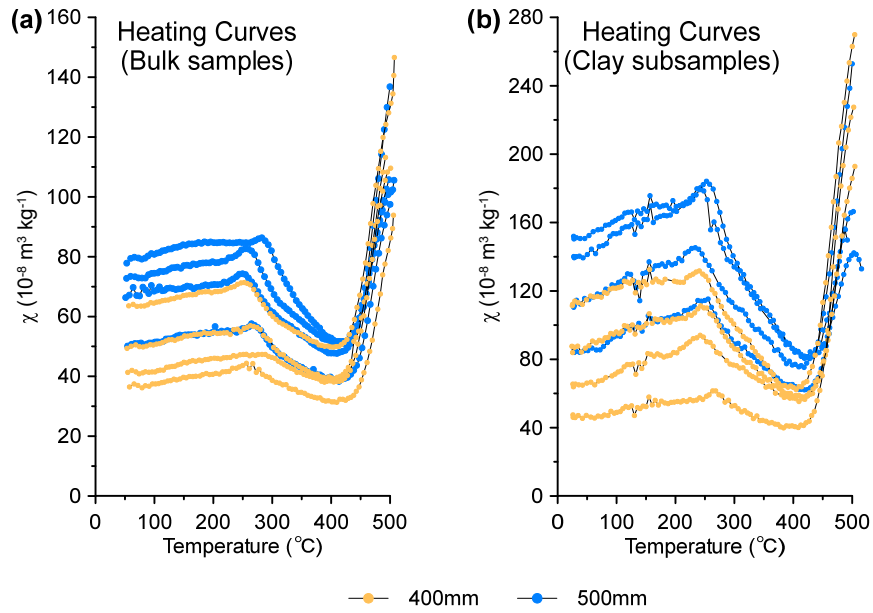 (a)
Heating Curves
(Bulk samples)
160
140
120
100
80
60
40
20
0
χ (10⁻⁸ m³ kg⁻¹)
0 100 200 300 400 500
Temperature (°C)
(b)
Heating Curves
(Clay subsamples)
280
240
200
160
120
80
40
0
χ (10⁻⁸ m³ kg⁻¹)
0 100 200 300 400 500
Temperature (°C)
400mm 500mm